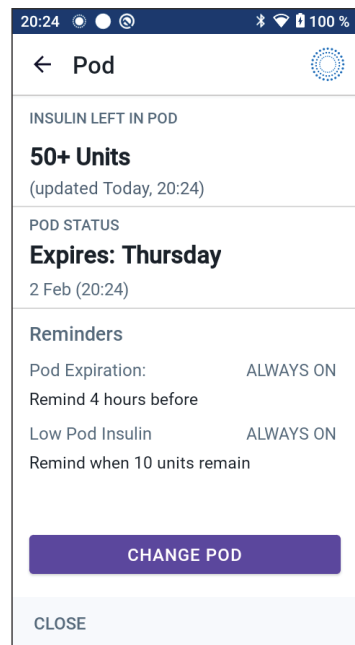 20:24 100 %
Pod
INSULIN LEFT IN POD
50+ Units
(updated Today, 20:24)
POD STATUS
Expires: Thursday
2 Feb (20:24)
Reminders
Pod Expiration: ALWAYS ON
Remind 4 hours before
Low Pod Insulin ALWAYS ON
Remind when 10 units remain
CHANGE POD
CLOSE